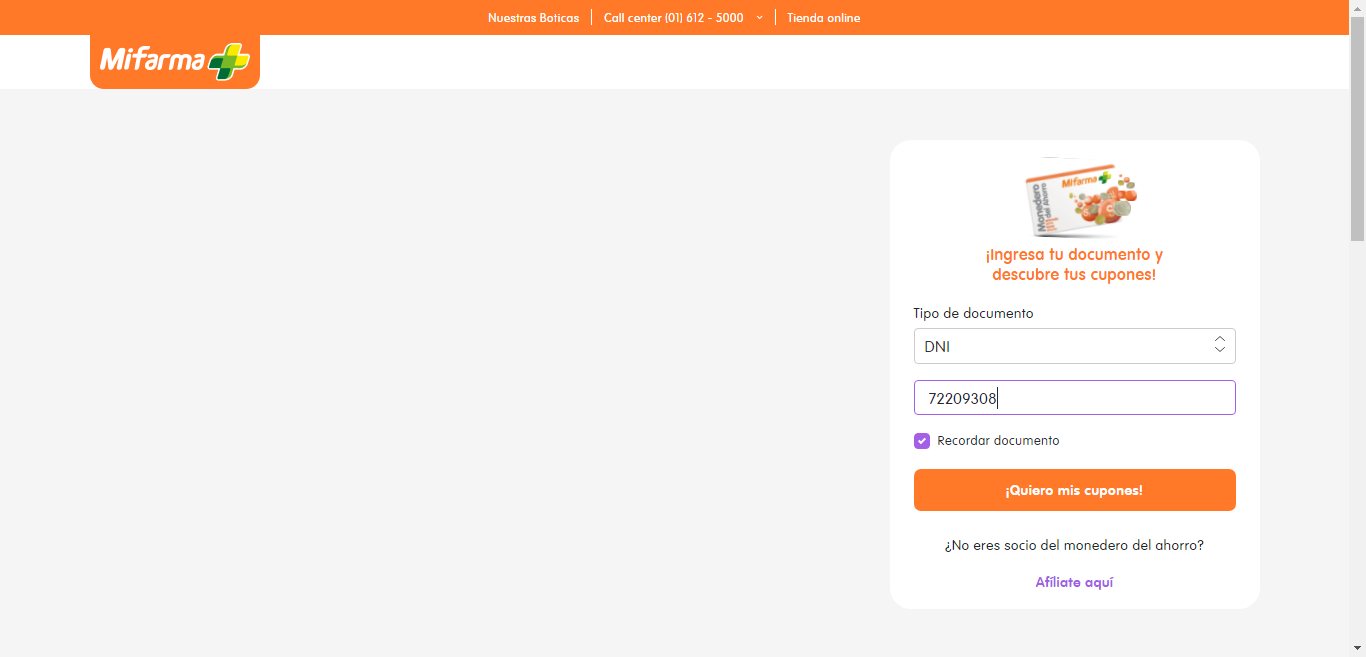 Nuestras Boticas
Call center (01) 612 - 5000
Tienda online
Mifarma
Mifarma
Monedero
del Ahorro
¡Ingresa tu documento y
descubre tus cupones!
Tipo de documento
DNI
72209308
Recordar documento
¡Quiero mis cupones!
¿No eres socio del monedero del ahorro?
Afíliate aquí